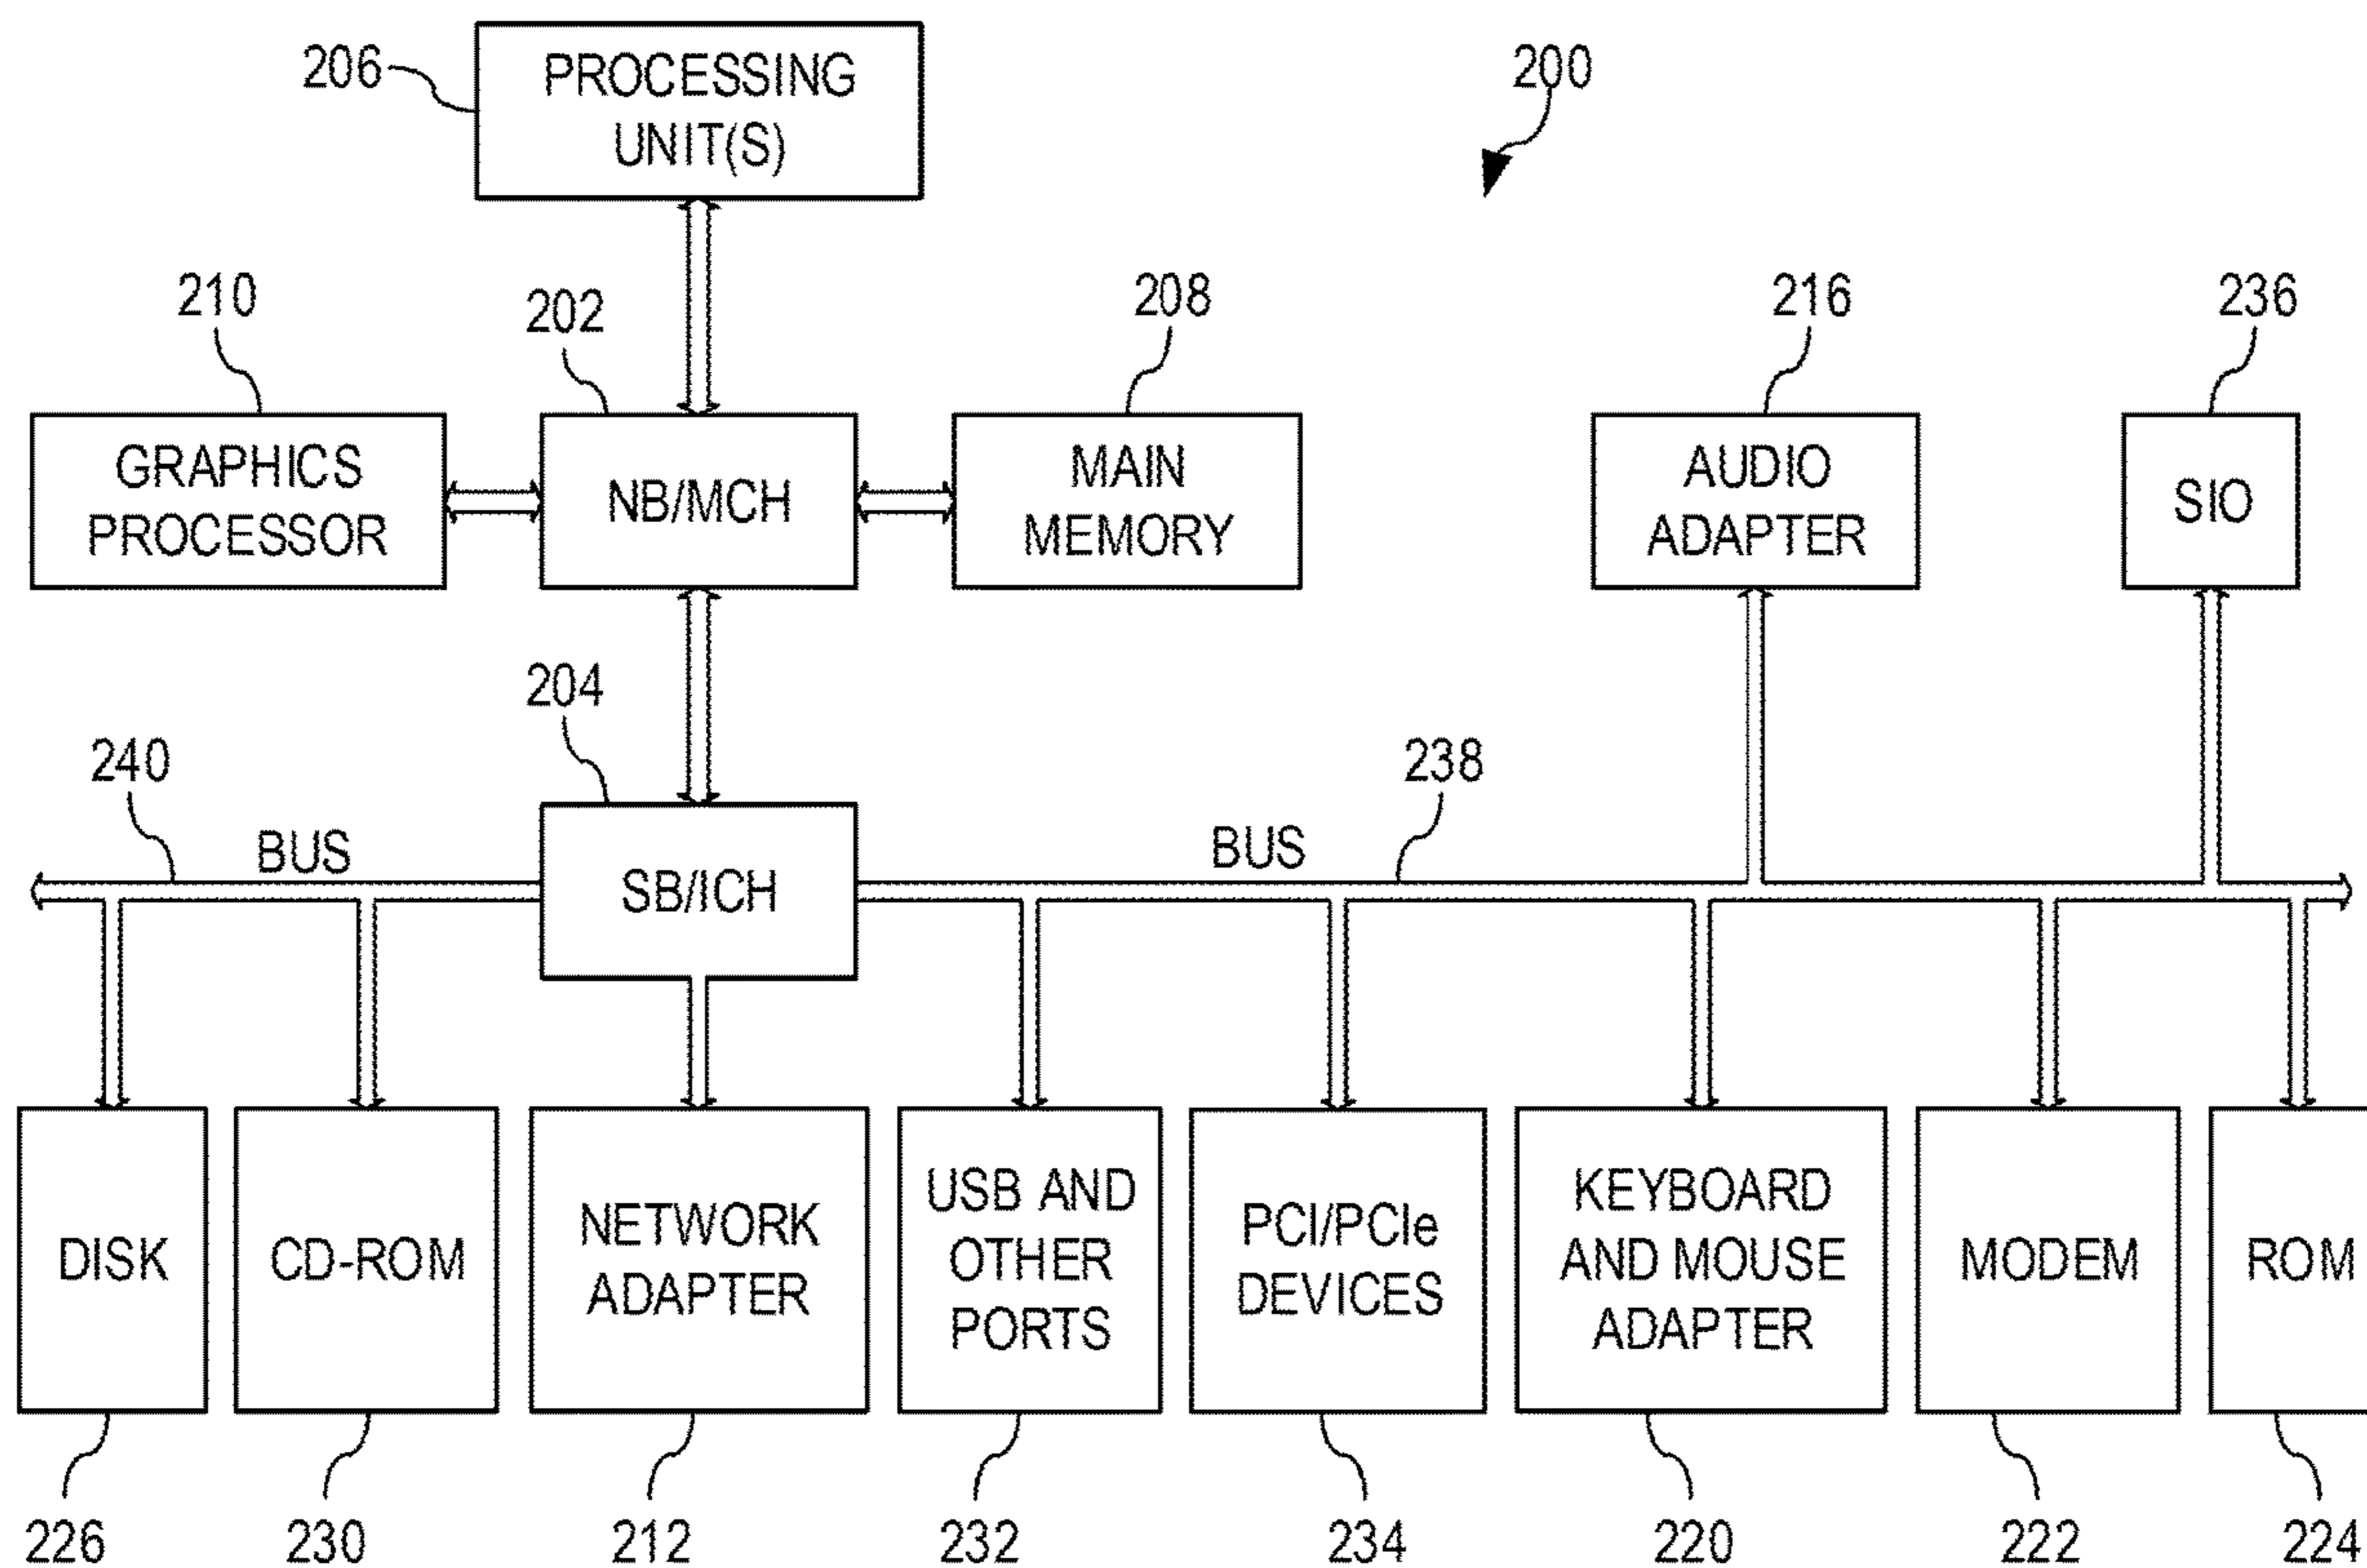 206
PROCESSING
UNIT(S)
200
210
202
208
216
236
GRAPHICS
PROCESSOR
NB/MCH
MAIN
MEMORY
AUDIO
ADAPTER
SIO
204
240
238
BUS
SB/ICH
BUS
DISK
CD-ROM
NETWORK
ADAPTER
USB AND
OTHER
PORTS
PCI/PCIe
DEVICES
KEYBOARD
AND MOUSE
ADAPTER
MODEM
ROM
226
230
212
232
234
220
222
224